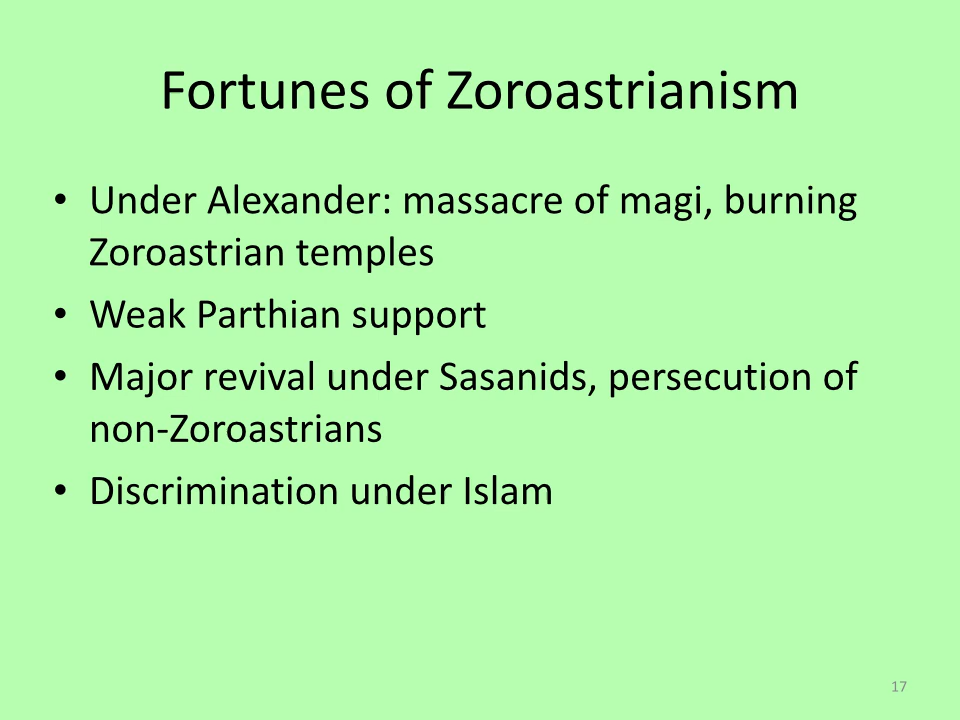 Fortunes of Zoroastrianism
• Under Alexander: massacre of magi, burning
Zoroastrian temples
• Weak Parthian support
• Major revival under Sasanids, persecution of
non-Zoroastrians
• Discrimination under Islam
17